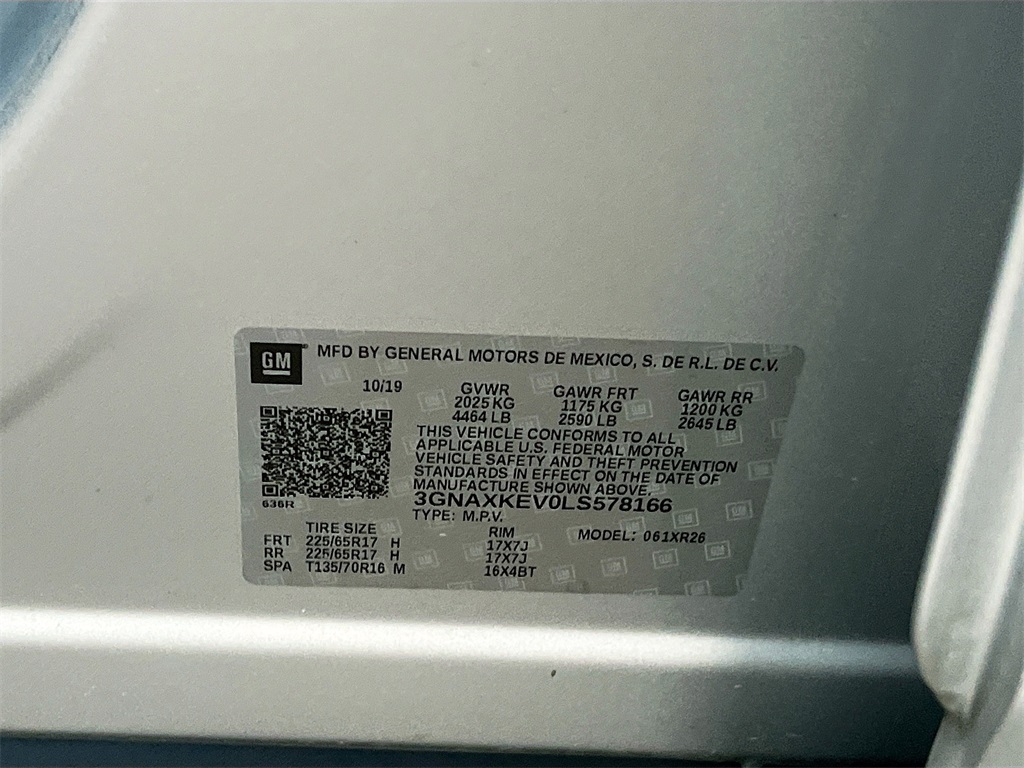 GM MFD BY GENERAL MOTORS DE MEXICO, S. DE R.L. DE C.V.
10/19 GVWR GAWR FRT GAWR RR
2025 KG 1175 KG 1200 KG
4464 LB 2590 LB 2645 LB
THIS VEHICLE CONFORMS TO ALL
APPLICABLE U.S. FEDERAL MOTOR
VEHICLE SAFETY AND THEFT PREVENTION
STANDARDS IN EFFECT ON THE DATE OF
MANUFACTURE SHOWN ABOVE.
636R 3GNAXKEV0LS578166
TYPE: M.P.V.
TIRE SIZE RIM MODEL: 061XR26
FRT 225/65R17 H 17X7J
RR 225/65R17 H 17X7J
SPA T135/70R16 M 16X4BT